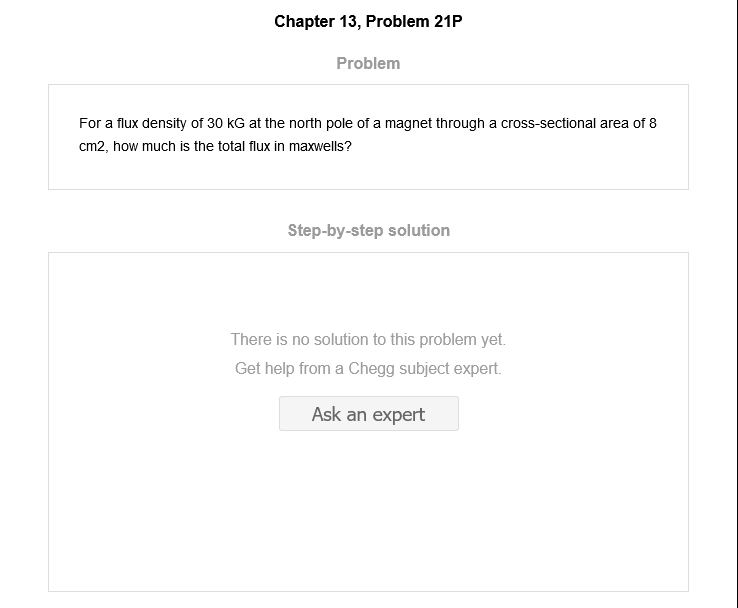 Chapter 13, Problem 21P
Problem
For a flux density of 30 kG at the north pole of a magnet through a cross-sectional area of 8
cm2, how much is the total flux in maxwells?
Step-by-step solution
There is no solution to this problem yet.
Get help from a Chegg subject expert.
Ask an expert